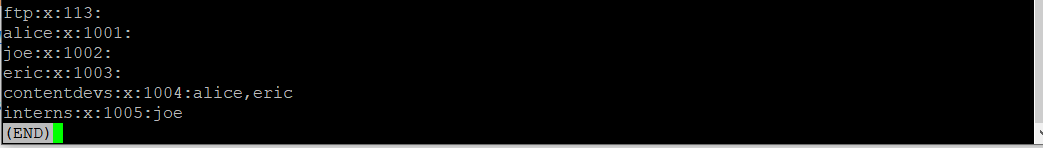 ftp:x:113:
alice:x:1001:
joe:x:1002:
eric:x:1003:
contentdevs:x:1004:alice,eric
interns:x:1005:joe
(END)